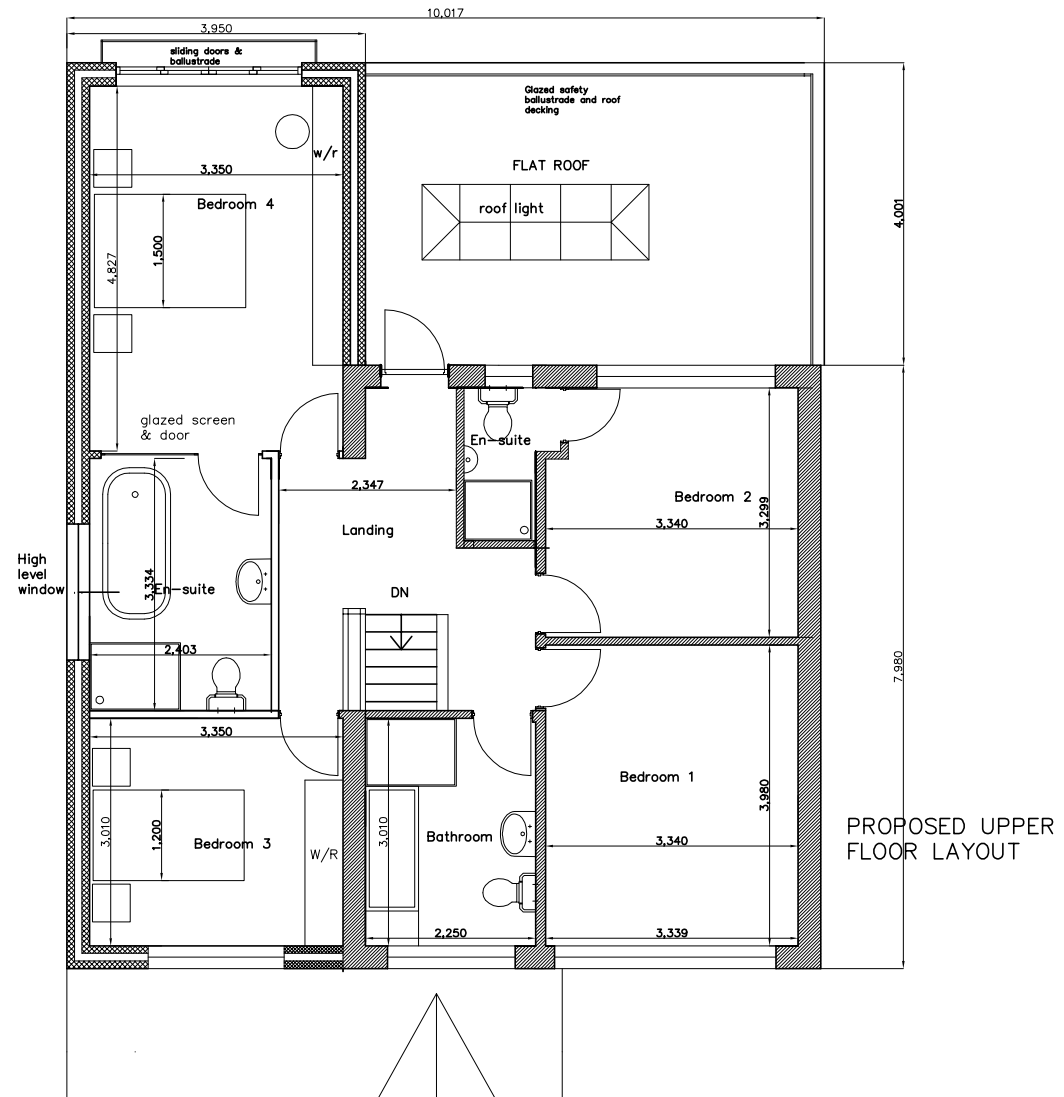 10,017
3,950
sliding doors &
ballustrade
Glazed safety
ballustrade and roof
decking
w/r
FLAT ROOF
3,350
Bedroom 4
roof light
4,001
1,500
4,827
glazed screen
& door
En-suite
2,347
Bedroom 2
3,299
3,340
Landing
High
level
window
3,334
En-suite
DN
2,403
7,980
3,350
Bedroom 1
3,980
3,010
1,200
Bedroom 3
W/R
3,010
Bathroom
3,340
PROPOSED UPPER
FLOOR LAYOUT
2,250
3,339